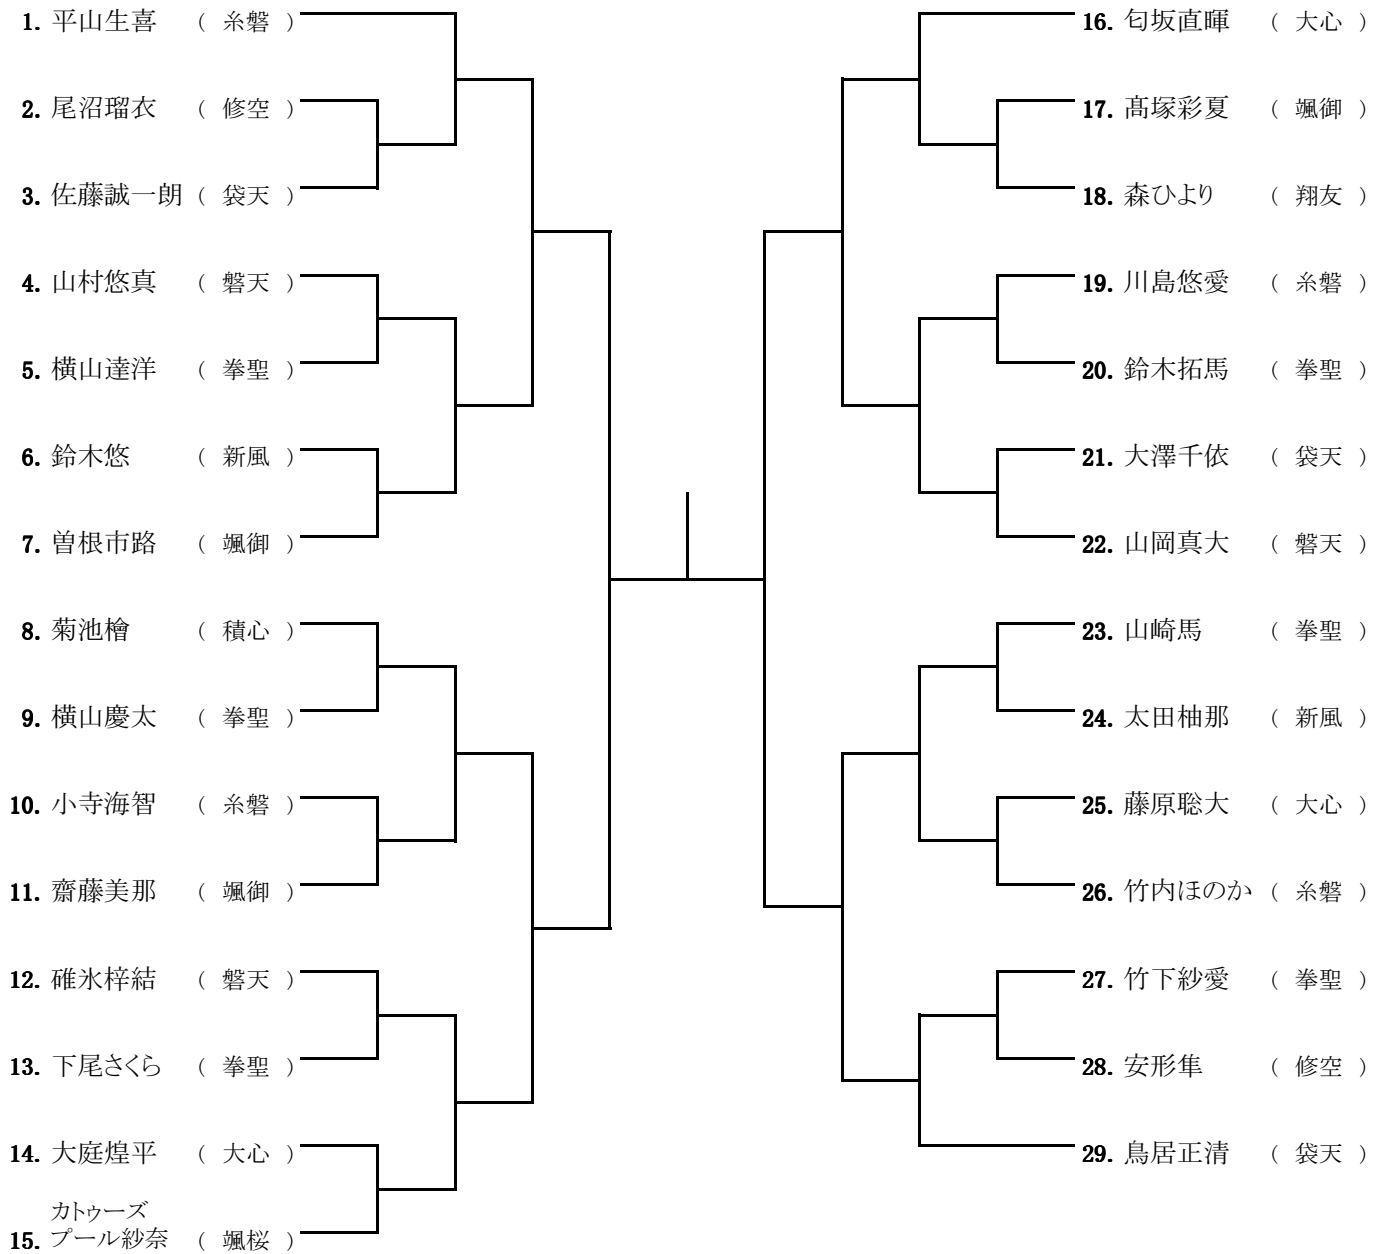 1. 平山生喜 （ 糸磐 ）
2. 尾沼瑠衣 （ 修空 ）
3. 佐藤誠一朗 （ 袋天 ）
4. 山村悠真 （ 磐天 ）
5. 横山達洋 （ 拳聖 ）
6. 鈴木悠 （ 新風 ）
7. 曽根市路 （ 颯御 ）
8. 菊池檜 （ 積心 ）
9. 横山慶太 （ 拳聖 ）
10. 小寺海智 （ 糸磐 ）
11. 齋藤美那 （ 颯御 ）
12. 碓氷梓結 （ 磐天 ）
13. 下尾さくら （ 拳聖 ）
14. 大庭煌平 （ 大心 ）
カトゥーズ
15. プール紗奈 （ 颯桜 ）
16. 匂坂直暉 （ 大心 ）
17. 髙塚彩夏 （ 颯御 ）
18. 森ひより （ 翔友 ）
19. 川島悠愛 （ 糸磐 ）
20. 鈴木拓馬 （ 拳聖 ）
21. 大澤千依 （ 袋天 ）
22. 山岡真大 （ 磐天 ）
23. 山崎馬 （ 拳聖 ）
24. 太田柚那 （ 新風 ）
25. 藤原聡大 （ 大心 ）
26. 竹内ほのか （ 糸磐 ）
27. 竹下紗愛 （ 拳聖 ）
28. 安形隼 （ 修空 ）
29. 鳥居正清 （ 袋天 ）